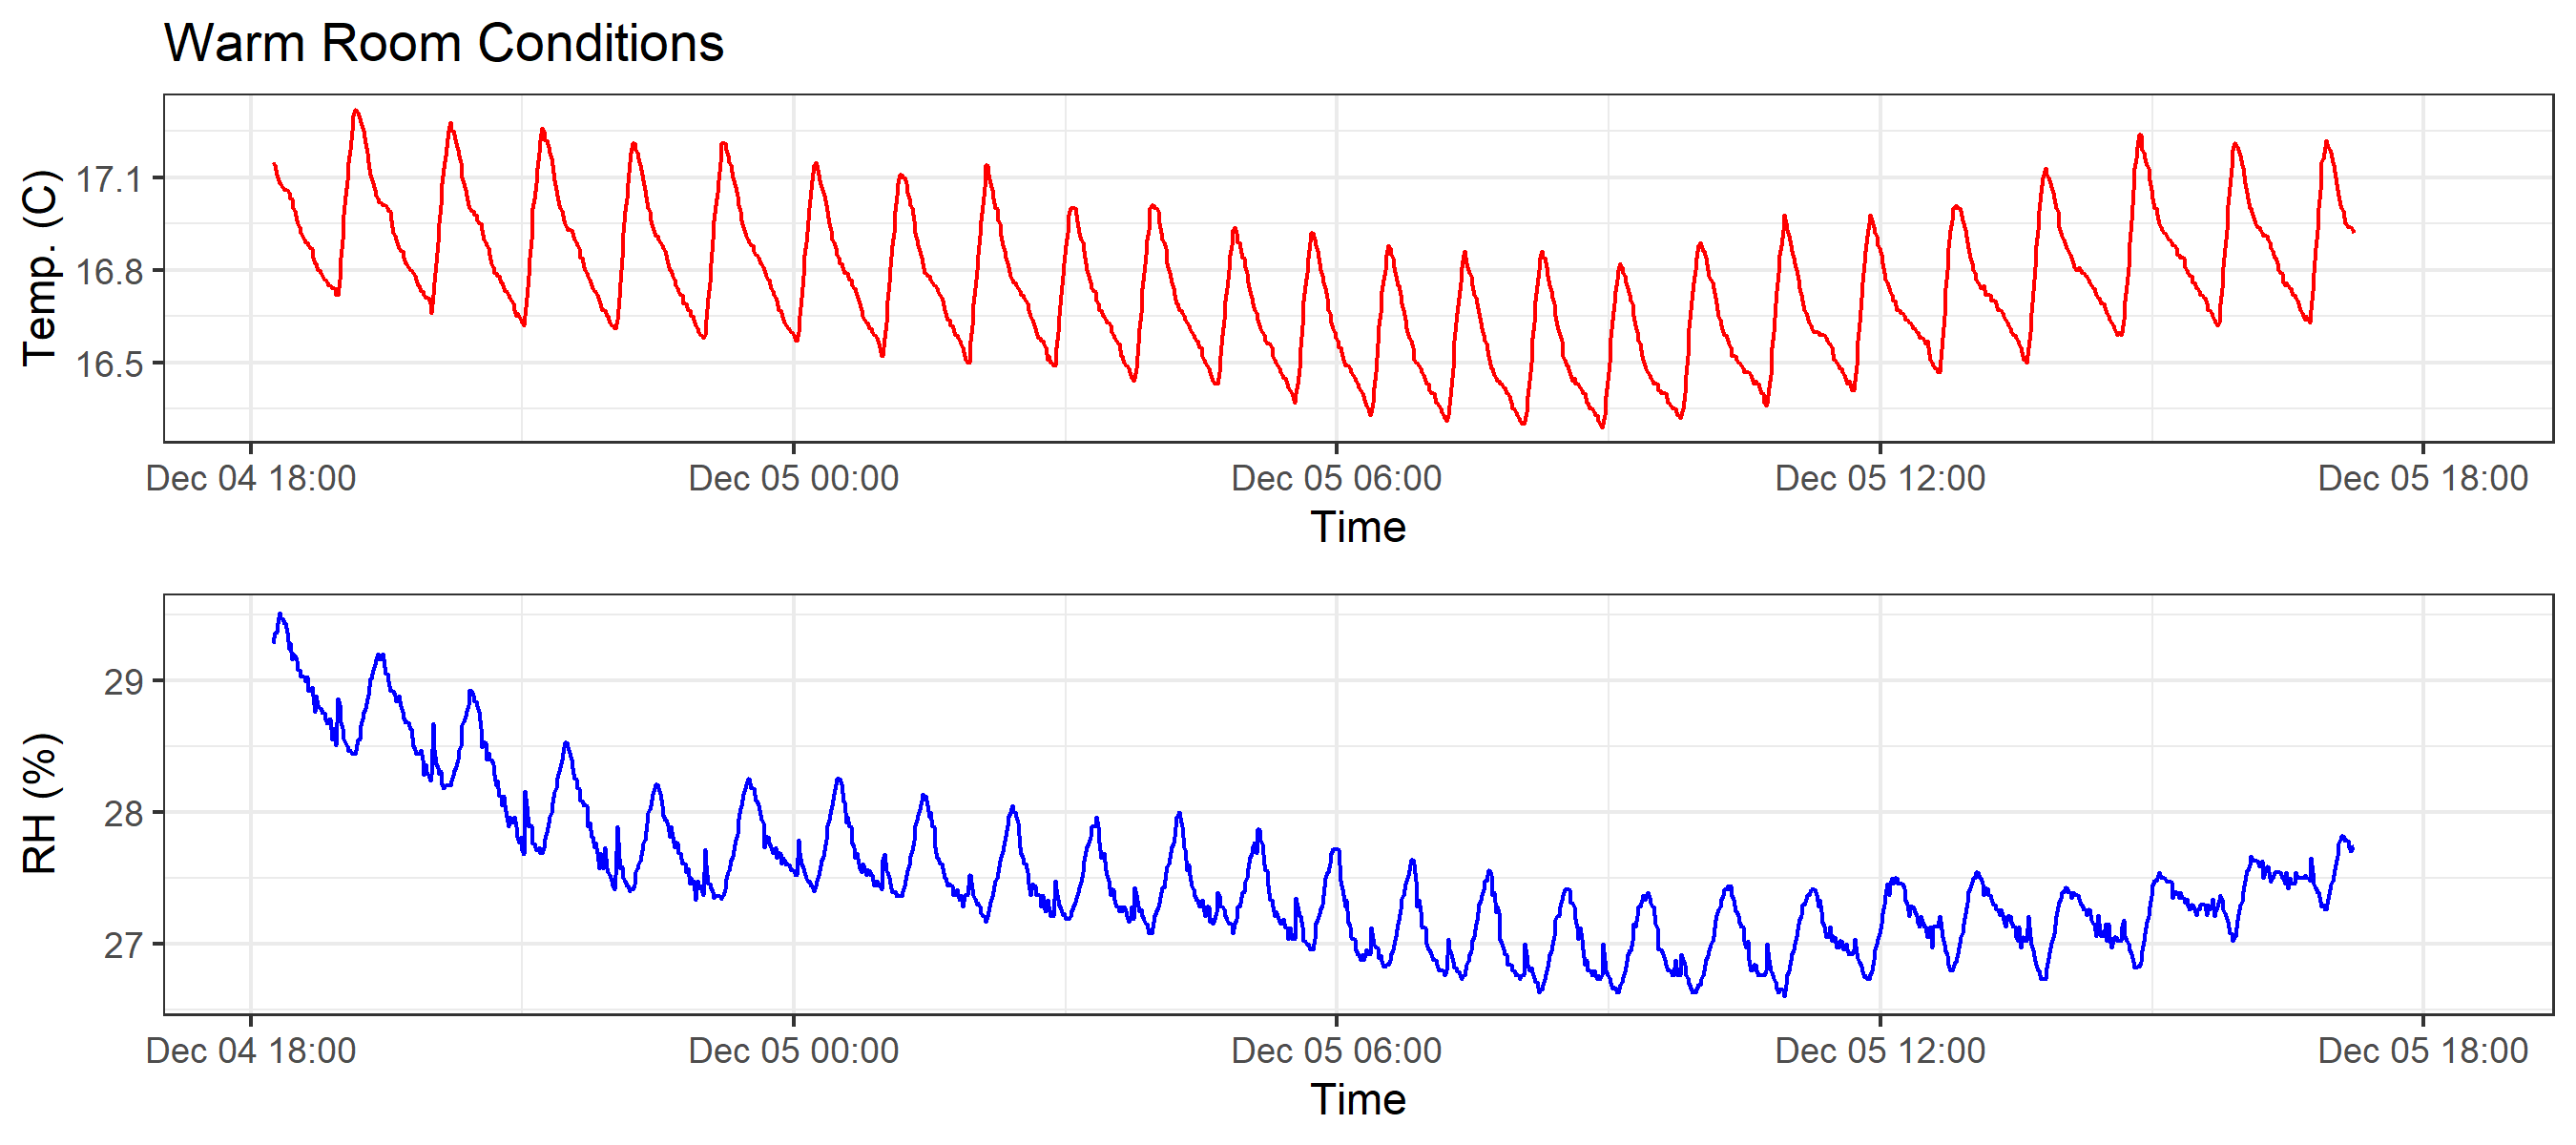 Warm Room Conditions
Temp. (C)
17.1
16.8
16.5
Dec 04 18:00 Dec 05 00:00 Dec 05 06:00 Dec 05 12:00 Dec 05 18:00
Time
RH (%)
29
28
27
Dec 04 18:00 Dec 05 00:00 Dec 05 06:00 Dec 05 12:00 Dec 05 18:00
Time